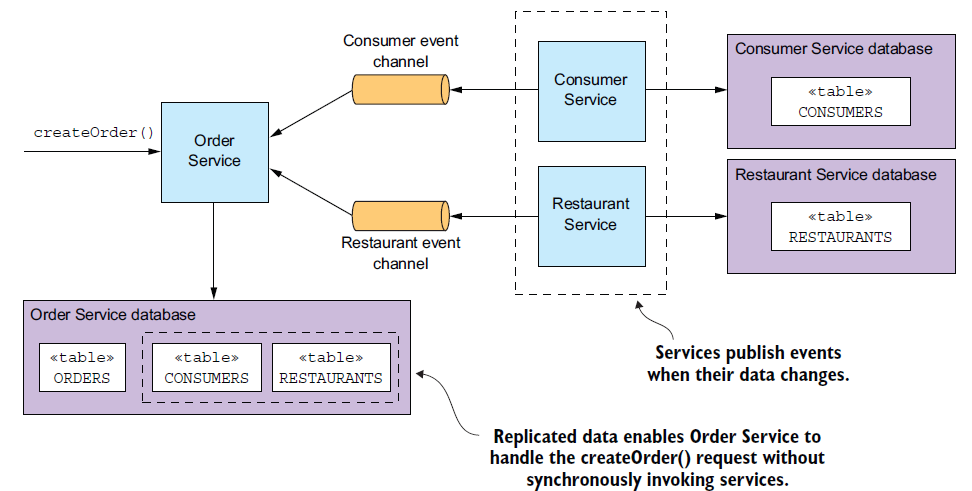 Consumer event
channel
createOrder()
Order
Service
Consumer
Service
Consumer Service database
«table»
CONSUMERS
Restaurant event
channel
Restaurant
Service
Restaurant Service database
«table»
RESTAURANTS
Order Service database
«table»
ORDERS
«table»
CONSUMERS
«table»
RESTAURANTS
Services publish events
when their data changes.
Replicated data enables Order Service to
handle the createOrder() request without
synchronously invoking services.